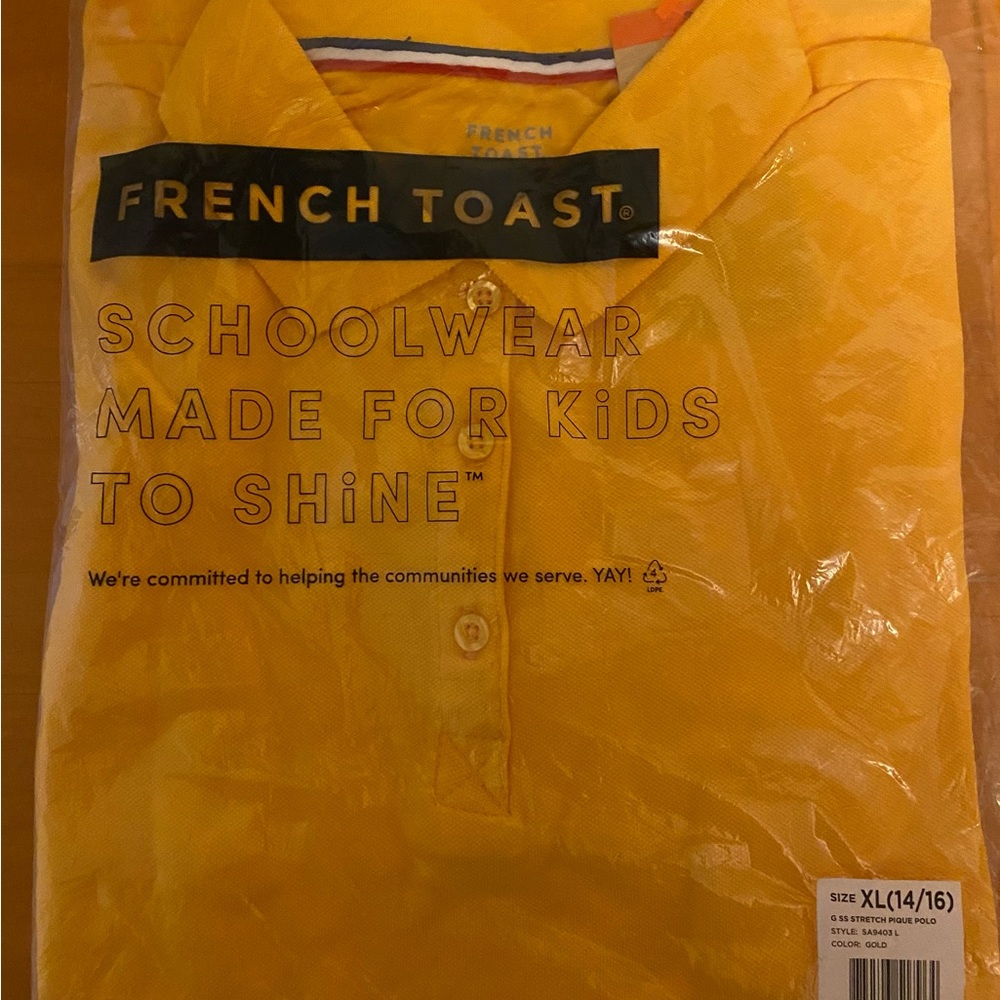 FRENCH
TOAST
FRENCH TOAST®
SCHOOLWEAR
MADE FOR KiDS
TO SHiNE™
We're committed to helping the communities we serve. YAY!
4
LDPE
SIZE XL(14/16)
G SS STRETCH PIQUE POLO
STYLE: SA9403 L
COLOR: GOLD